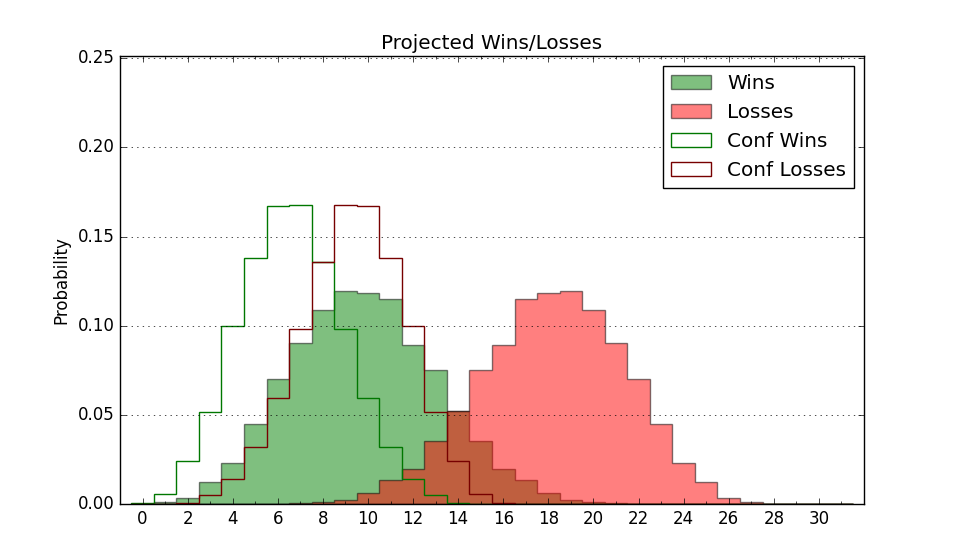 Projected Wins/Losses
0.25
0.20
0.15
0.10
0.05
0.00
Probability
Wins
Losses
Conf Wins
Conf Losses
0 2 4 6 8 10 12 14 16 18 20 22 24 26 28 30